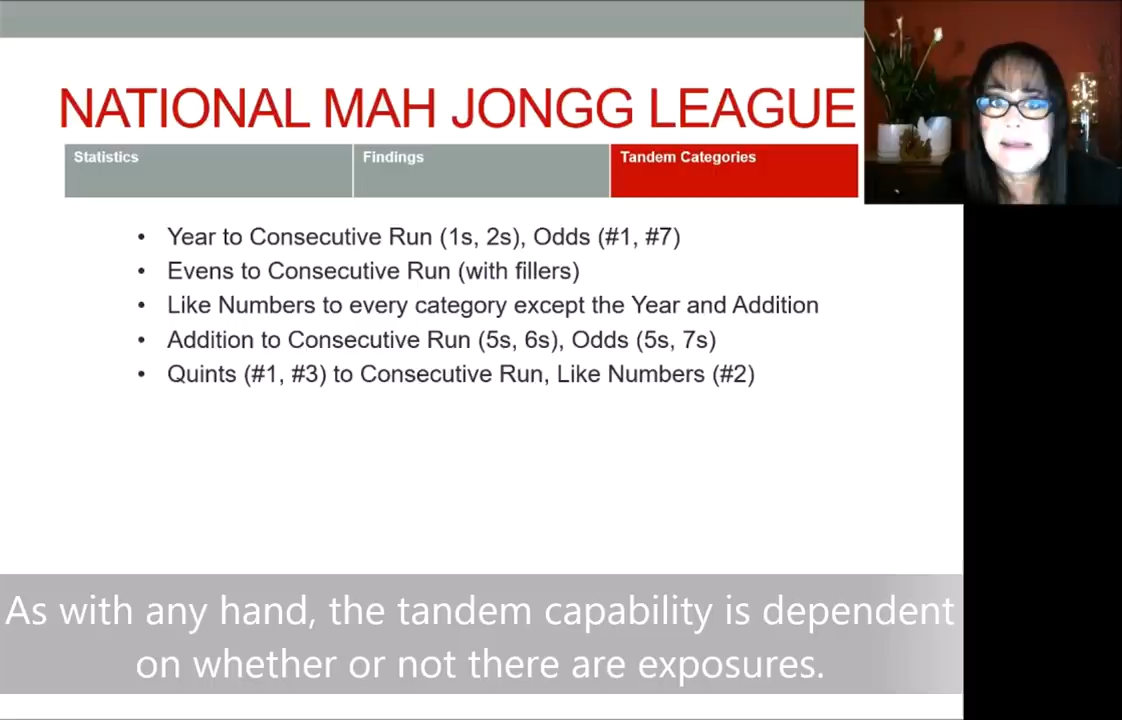 NATIONAL MAH JONGG LEAGUE
Statistics
Findings
Tandem Categories
• Year to Consecutive Run (1s, 2s), Odds (#1, #7)
• Evens to Consecutive Run (with fillers)
• Like Numbers to every category except the Year and Addition
• Addition to Consecutive Run (5s, 6s), Odds (5s, 7s)
• Quints (#1, #3) to Consecutive Run, Like Numbers (#2)
As with any hand, the tandem capability is dependent
on whether or not there are exposures.